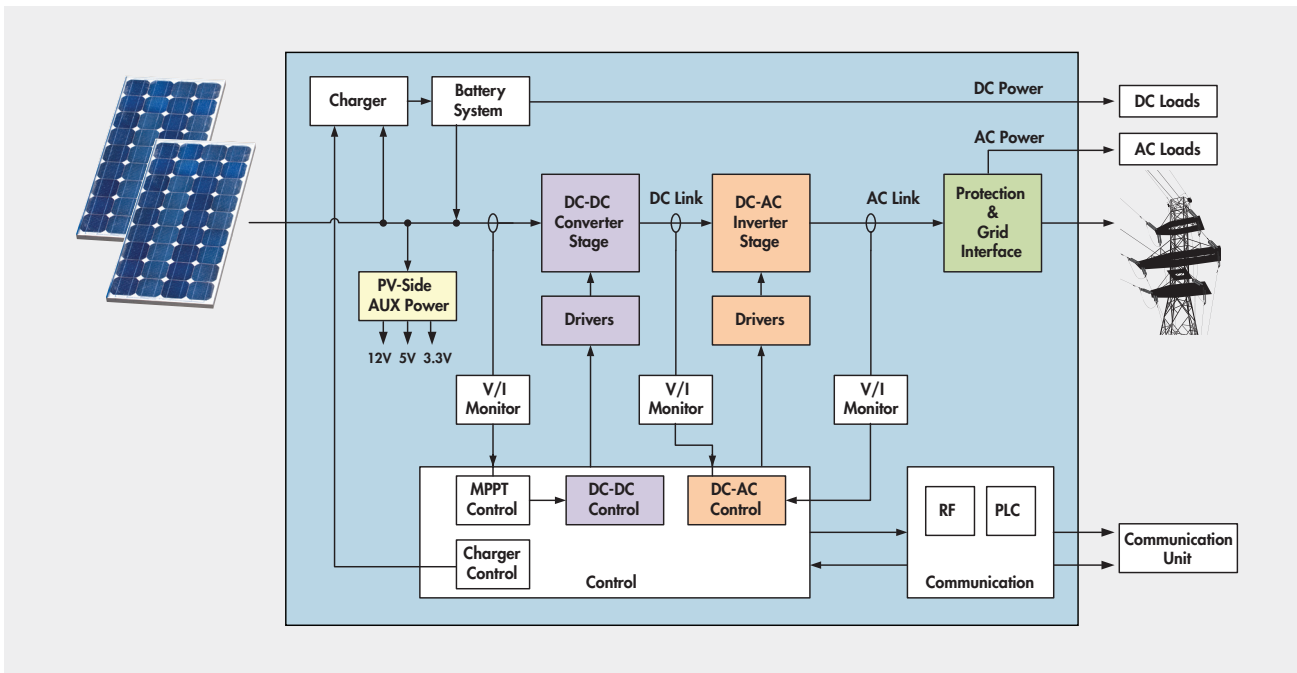 Charger
Battery
System
DC Power
DC Loads
AC Power
AC Loads
DC-DC
Converter
Stage
DC Link
DC-AC
Inverter
Stage
AC Link
Protection
&
Grid
Interface
PV-Side
AUX Power
12V 5V 3.3V
Drivers
Drivers
V/I
Monitor
V/I
Monitor
V/I
Monitor
MPPT
Control
DC-DC
Control
DC-AC
Control
Charger
Control
Control
RF
PLC
Communication
Communication
Unit